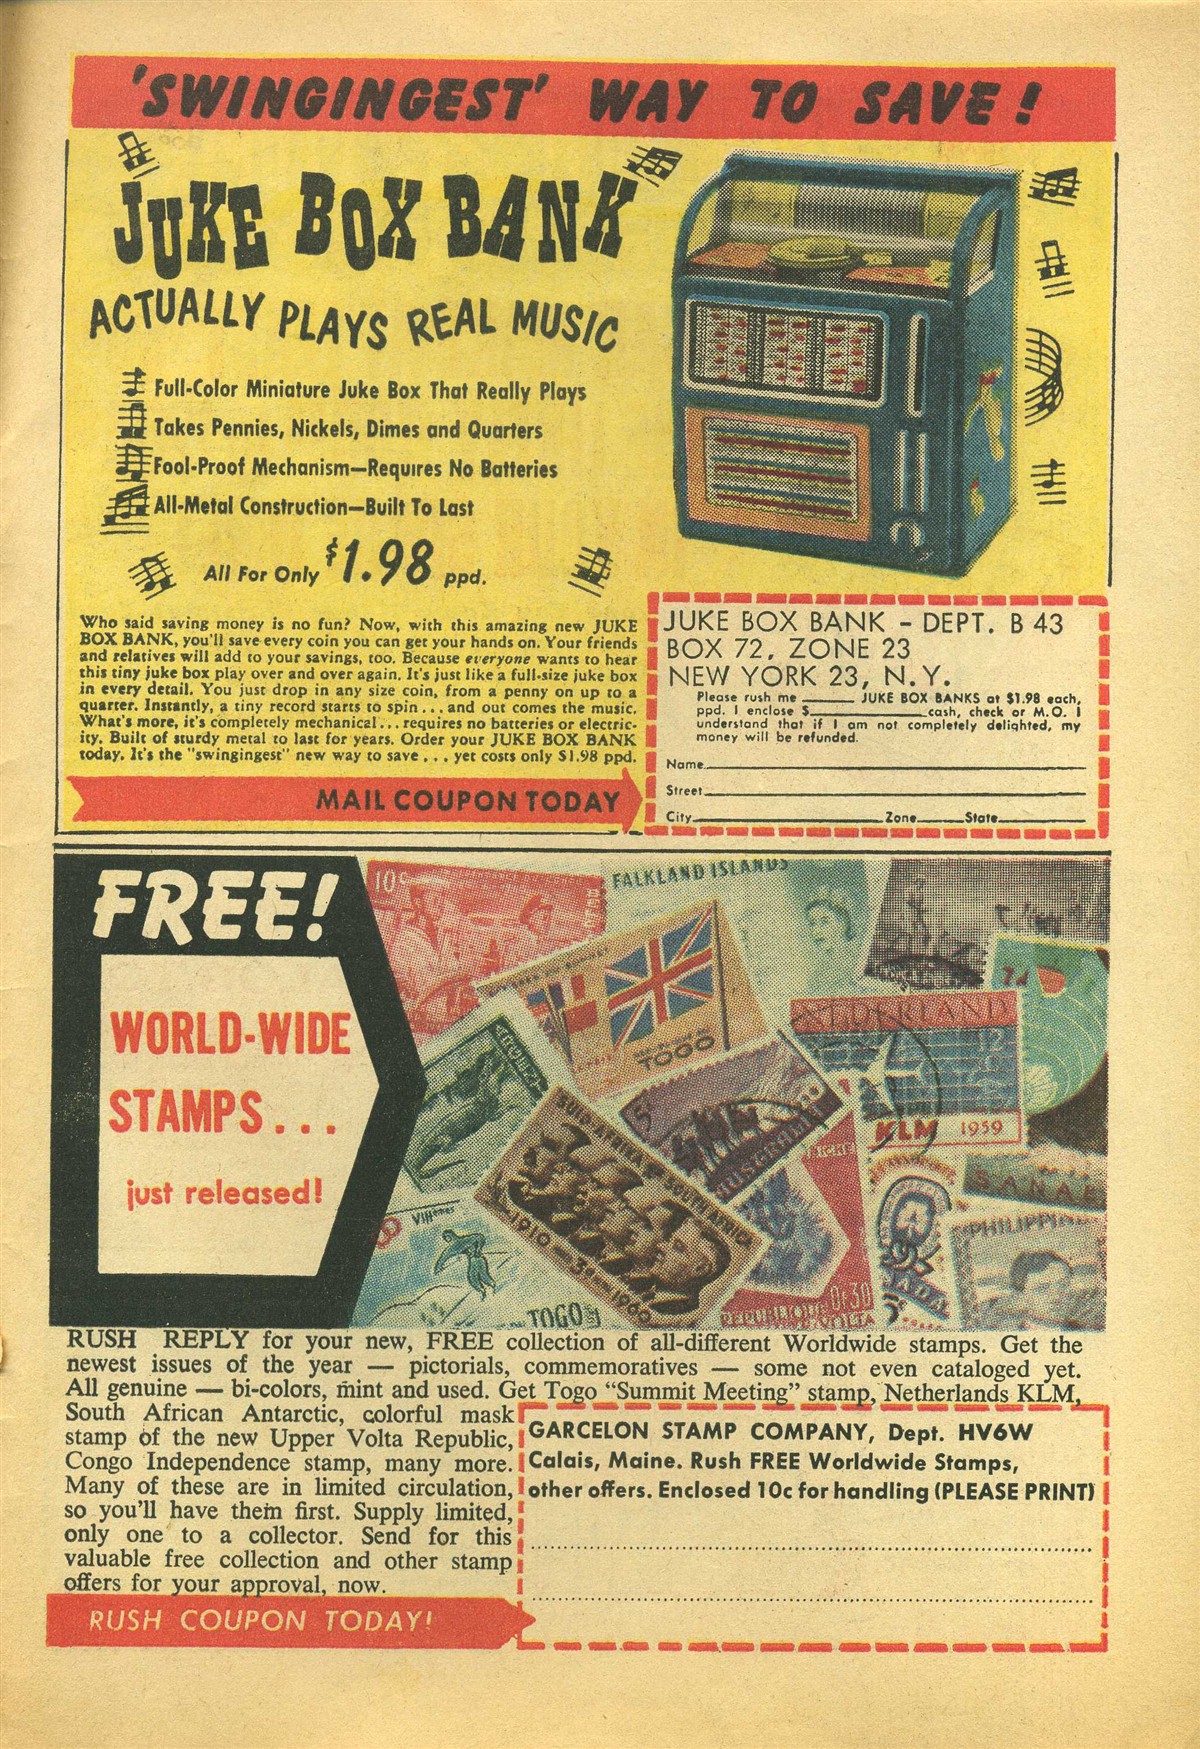 'SWINGINGEST' WAY TO SAVE!
JUKE BOX BANK
ACTUALLY PLAYS REAL MUSIC
Full-Color Miniature Juke Box That Really Plays
Takes Pennies, Nickels, Dimes and Quarters
Fool-Proof Mechanism—Requires No Batteries
All-Metal Construction—Built To Last
All For Only $1.98 ppd.
Who said saving money is no fun? Now, with this amazing new JUKE
BOX BANK, you'll save every coin you can get your hands on. Your friends
and relatives will add to your savings, too. Because everyone wants to hear
this tiny juke box play over and over again. It's just like a full-size juke box
in every detail. You just drop in any size coin, from a penny on up to a
quarter. Instantly, a tiny record starts to spin...and out comes the music.
What's more, it's completely mechanical...requires no batteries or electric-
ity. Built of sturdy metal to last for years. Order your JUKE BOX BANK
today. It's the "swingingest" new way to save... yet costs only $1.98 ppd.
MAIL COUPON TODAY
JUKE BOX BANK - DEPT. B 43
BOX 72, ZONE 23
NEW YORK 23, N.Y.
Please rush me ______ JUKE BOX BANKS at $1.98 each,
ppd. I enclose $______cash, check or M.O. I
understand that if I am not completely delighted, my
money will be refunded.
Name
Street
City Zone State
FREE!
WORLD-WIDE
STAMPS...
just released!
10c
FALKLAND ISLANDS
TOGO
NEDERLAND
12
KLM 1959
AUSTRALIA
SUID-AFRIKA SOUTH AFRICA
1910 1960
SANAE
PHILIPPIN
TOGO
RUSH REPLY for your new, FREE collection of all-different Worldwide stamps. Get the
newest issues of the year — pictorials, commemoratives — some not even cataloged yet.
All genuine — bi-colors, mint and used. Get Togo "Summit Meeting" stamp, Netherlands KLM,
South African Antarctic, colorful mask
stamp of the new Upper Volta Republic,
Congo Independence stamp, many more.
Many of these are in limited circulation,
so you'll have them first. Supply limited,
only one to a collector. Send for this
valuable free collection and other stamp
offers for your approval, now.
RUSH COUPON TODAY!
GARCELON STAMP COMPANY, Dept. HV6W
Calais, Maine. Rush FREE Worldwide Stamps,
other offers. Enclosed 10c for handling (PLEASE PRINT)